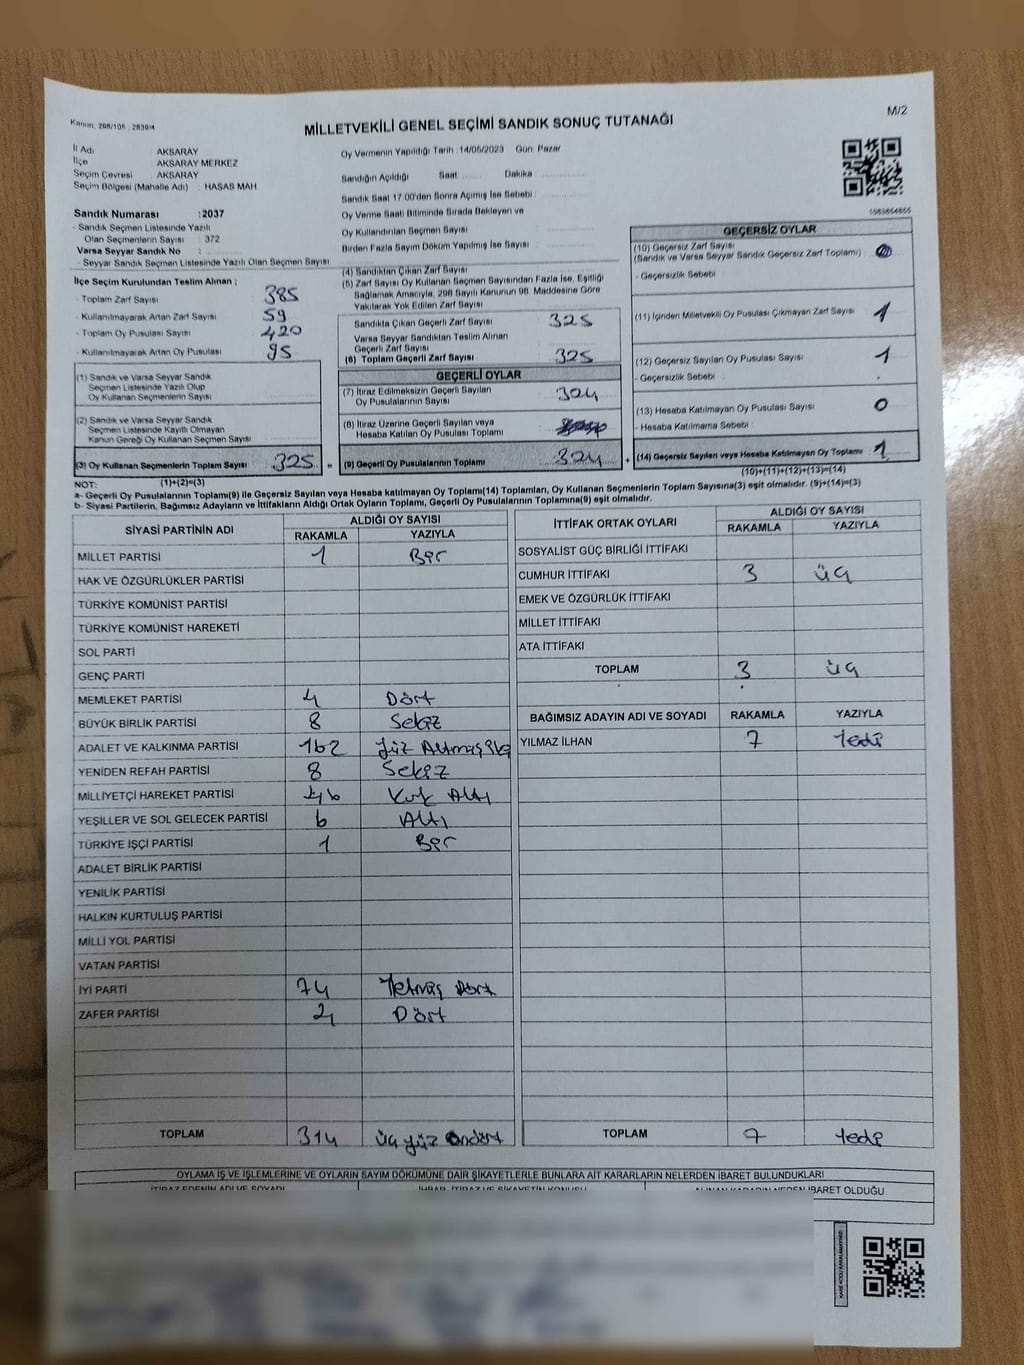 Kanun: 298/105 , 2839/4
M/2
MİLLETVEKİLİ GENEL SEÇİMİ SANDIK SONUÇ TUTANAĞI
İl Adı AKSARAY
İlçe AKSARAY MERKEZ
Seçim Çevresi : AKSARAY
Seçim Bölgesi (Mahalle Adı) : HASAS MAH
Sandık Numarası : 2037
- Sandık Seçmen Listesinde Yazılı
Olan Seçmenlerin Sayısı : 372
Varsa Seyyar Sandık No :
- Seyyar Sandık Seçmen Listesinde Yazılı Olan Seçmen Sayısı
Oy Vermenin Yapıldığı Tarih : 14/05/2023 Gün: Pazar
Sandığın Açıldığı Saat Dakika
Sandık Saat 17:00'den Sonra Açılmış İse Sebebi :
Oy Verme Saati Bitiminde Sırada Bekleyen ve
Oy Kullandırılan Seçmen Sayısı :
Birden Fazla Sayım Döküm Yapılmış İse Sayısı :
İlçe Seçim Kurulundan Teslim Alınan :
- Toplam Zarf Sayısı 385
- Kullanılmayarak Artan Zarf Sayısı 59
- Toplam Oy Pusulası Sayısı 420
- Kullanılmayarak Artan Oy Pusulası 95
(1) Sandık ve Varsa Seyyar Sandık
Seçmen Listesinde Yazılı Olup
Oy Kullanan Seçmenlerin Sayısı
(2) Sandık ve Varsa Seyyar Sandık
Seçmen Listesinde Kayıtlı Olmayan
Kanun Gereği Oy Kullanan Seçmen Sayısı
(3) Oy Kullanan Seçmenlerin Toplam Sayısı 325
(1)+(2)=(3)
(4) Sandıktan Çıkan Zarf Sayısı
(5) Zarf Sayısı Oy Kullanan Seçmen Sayısından Fazla İse, Eşitliği
Sağlamak Amacıyla, 298 Sayılı Kanunun 98. Maddesine Göre
Yakılarak Yok Edilen Zarf Sayısı
Sandıkta Çıkan Geçerli Zarf Sayısı 325
Varsa Seyyar Sandıktan Teslim Alınan
Geçerli Zarf Sayısı
(6) Toplam Geçerli Zarf Sayısı 325
GEÇERLİ OYLAR
(7) İtiraz Edilmeksizin Geçerli Sayılan
Oy Pusulalarının Sayısı 324
(8) İtiraz Üzerine Geçerli Sayılan veya
Hesaba Katılan Oy Pusulası Toplamı
= (9) Geçerli Oy Pusulalarının Toplamı 324 +
GEÇERSİZ OYLAR
(10) Geçersiz Zarf Sayısı
(Sandık ve Varsa Seyyar Sandık Geçersiz Zarf Toplamı)
- Geçersizlik Sebebi
(11) İçinden Milletvekili Oy Pusulası Çıkmayan Zarf Sayısı 1
(12) Geçersiz Sayılan Oy Pusulası Sayısı 1
- Geçersizlik Sebebi
(13) Hesaba Katılmayan Oy Pusulası Sayısı 0
- Hesaba Katılmama Sebebi
(14) Geçersiz Sayılan veya Hesaba Katılmayan Oy Toplamı 1
(10)+(11)+(12)+(13)=(14)
NOT:
a- Geçerli Oy Pusulalarının Toplamı(9) ile Geçersiz Sayılan veya Hesaba katılmayan Oy Toplamı(14) Toplamları, Oy Kullanan Seçmenlerin Toplam Sayısına(3) eşit olmalıdır. (9)+(14)=(3)
b- Siyasi Partilerin, Bağımsız Adayların ve İttifakların Aldığı Ortak Oyların Toplamı, Geçerli Oy Pusulalarının Toplamına(9) eşit olmalıdır.
SİYASİ PARTİNİN ADI ALDIĞI OY SAYISI
RAKAMLA YAZIYLA
MİLLET PARTİSİ 1 Bir
HAK VE ÖZGÜRLÜKLER PARTİSİ
TÜRKİYE KOMÜNİST PARTİSİ
TÜRKİYE KOMÜNİST HAREKETİ
SOL PARTİ
GENÇ PARTİ
MEMLEKET PARTİSİ 4 Dört
BÜYÜK BİRLİK PARTİSİ 8 Sekiz
ADALET VE KALKINMA PARTİSİ 162 Yüz Altmış iki
YENİDEN REFAH PARTİSİ 8 Sekiz
MİLLİYETÇİ HAREKET PARTİSİ 46 Kırk Altı
YEŞİLLER VE SOL GELECEK PARTİSİ 6 Altı
TÜRKİYE İŞÇİ PARTİSİ 1 Bir
ADALET BİRLİK PARTİSİ
YENİLİK PARTİSİ
HALKIN KURTULUŞ PARTİSİ
MİLLİ YOL PARTİSİ
VATAN PARTİSİ
İYİ PARTİ 74 Yetmiş Dört
ZAFER PARTİSİ 4 Dört
TOPLAM 314 üç yüz ondört
İTTİFAK ORTAK OYLARI ALDIĞI OY SAYISI
RAKAMLA YAZIYLA
SOSYALİST GÜÇ BİRLİĞİ İTTİFAKI
CUMHUR İTTİFAKI 3 üç
EMEK VE ÖZGÜRLÜK İTTİFAKI
MİLLET İTTİFAKI
ATA İTTİFAKI
TOPLAM 3 üç
BAĞIMSIZ ADAYIN ADI VE SOYADI RAKAMLA YAZIYLA
YILMAZ İLHAN 7 Yedi
TOPLAM 7 Yedi
OYLAMA İŞ VE İŞLEMLERİNE VE OYLARIN SAYIM DÖKÜMÜNE DAİR ŞİKAYETLERLE BUNLARA AİT KARARLARIN NELERDEN İBARET BULUNDUKLARI
İTİRAZ EDENİN ADI VE SOYADI İHBAR, İTİRAZ VE ŞİKAYETİN KONUSU ALINAN KARARIN NEDEN İBARET OLDUĞU